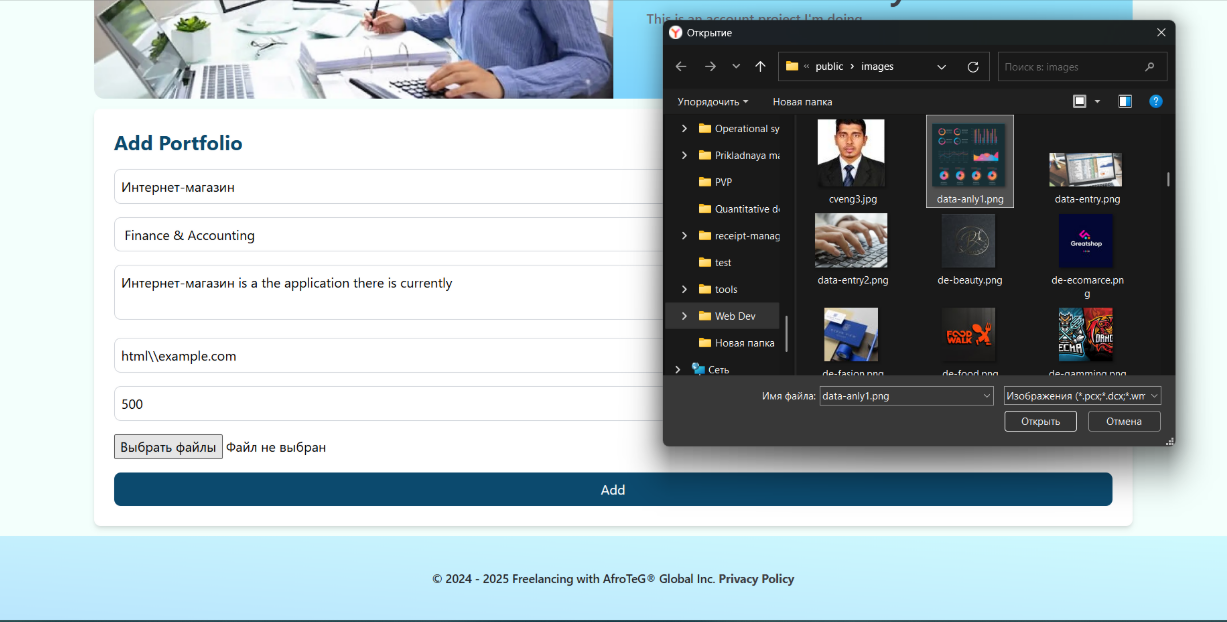 This is an account project I'm doing
Add Portfolio
Интернет-магазин
Finance & Accounting
Интернет-магазин is a the application there is currently
html\\example.com
500
Выбрать файлы Файл не выбран
Add
© 2024 - 2025 Freelancing with AfroTeG® Global Inc. Privacy Policy
Открытие
« public › images
Поиск в: images
Упорядочить
Новая папка
Operational sy
Prikladnaya ma
PVP
Quantitative de
receipt-manag
test
tools
Web Dev
Новая папка
Сеть
cveng3.jpg
data-anly1.png
data-entry.png
data-entry2.png
de-beauty.png
Greatshop
de-ecomarce.pn
g
FOOD
WALK
de-fasion.png
de-food.png
de-gamming.png
Имя файла: data-anly1.png
Изображения (*.pcx;*.dcx;*.wm
Открыть
Отмена